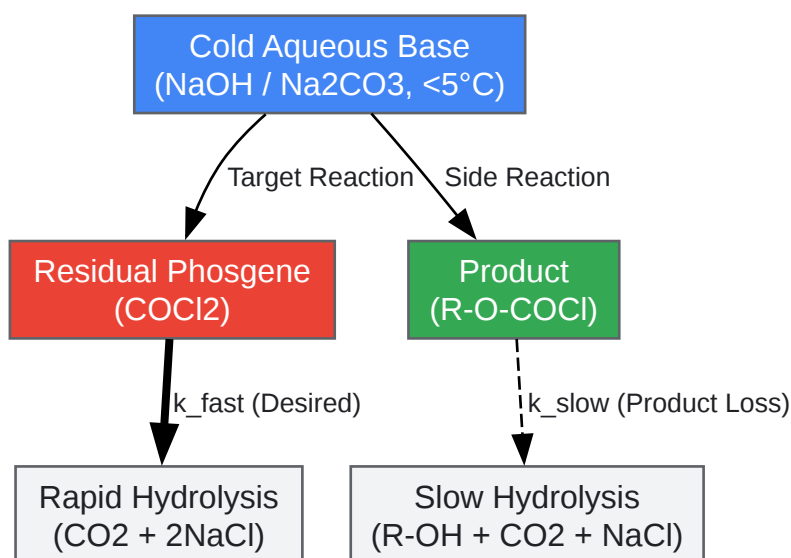 Cold Aqueous Base
(NaOH / Na2CO3, <5°C)
Target Reaction
Side Reaction
Residual Phosgene
(COCl2)
Product
(R-O-COCl)
k_fast (Desired)
k_slow (Product Loss)
Rapid Hydrolysis
(CO2 + 2NaCl)
Slow Hydrolysis
(R-OH + CO2 + NaCl)